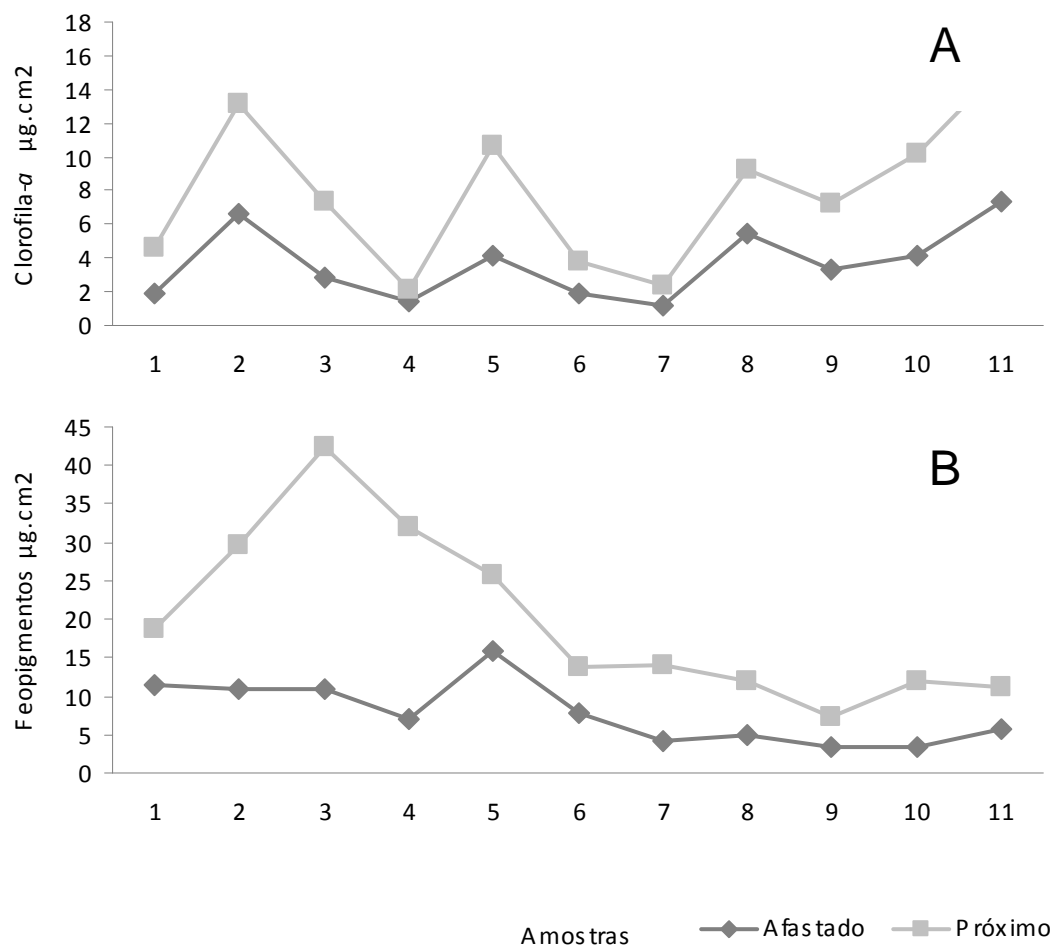 A
Clorofila-a µg.cm2
18
16
14
12
10
8
6
4
2
0
1 2 3 4 5 6 7 8 9 10 11
B
Feopigmentos µg.cm2
45
40
35
30
25
20
15
10
5
0
1 2 3 4 5 6 7 8 9 10 11
Amostras
Afastado Próximo